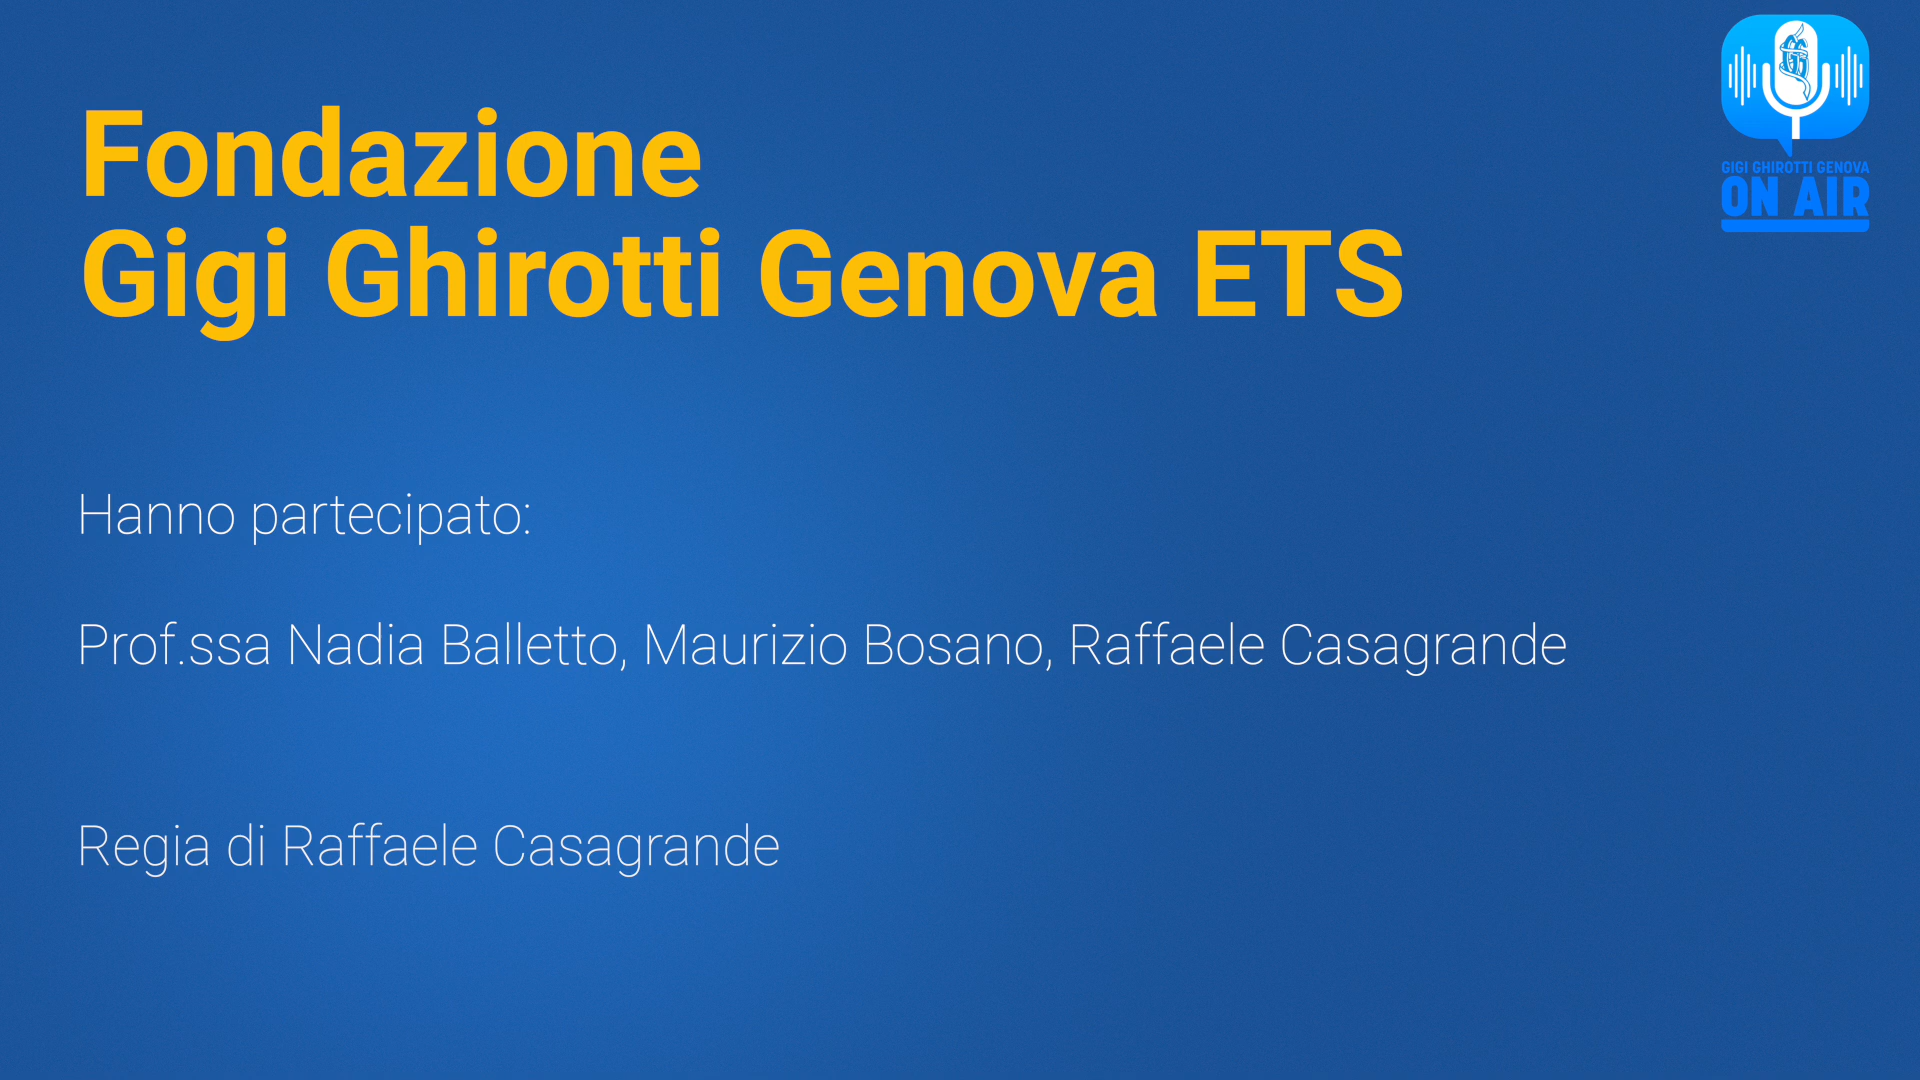 Fondazione
Gigi Ghirotti Genova ETS
GIGI GHIROTTI GENOVA
ON AIR
Hanno partecipato:
Prof.ssa Nadia Balletto, Maurizio Bosano, Raffaele Casagrande
Regia di Raffaele Casagrande